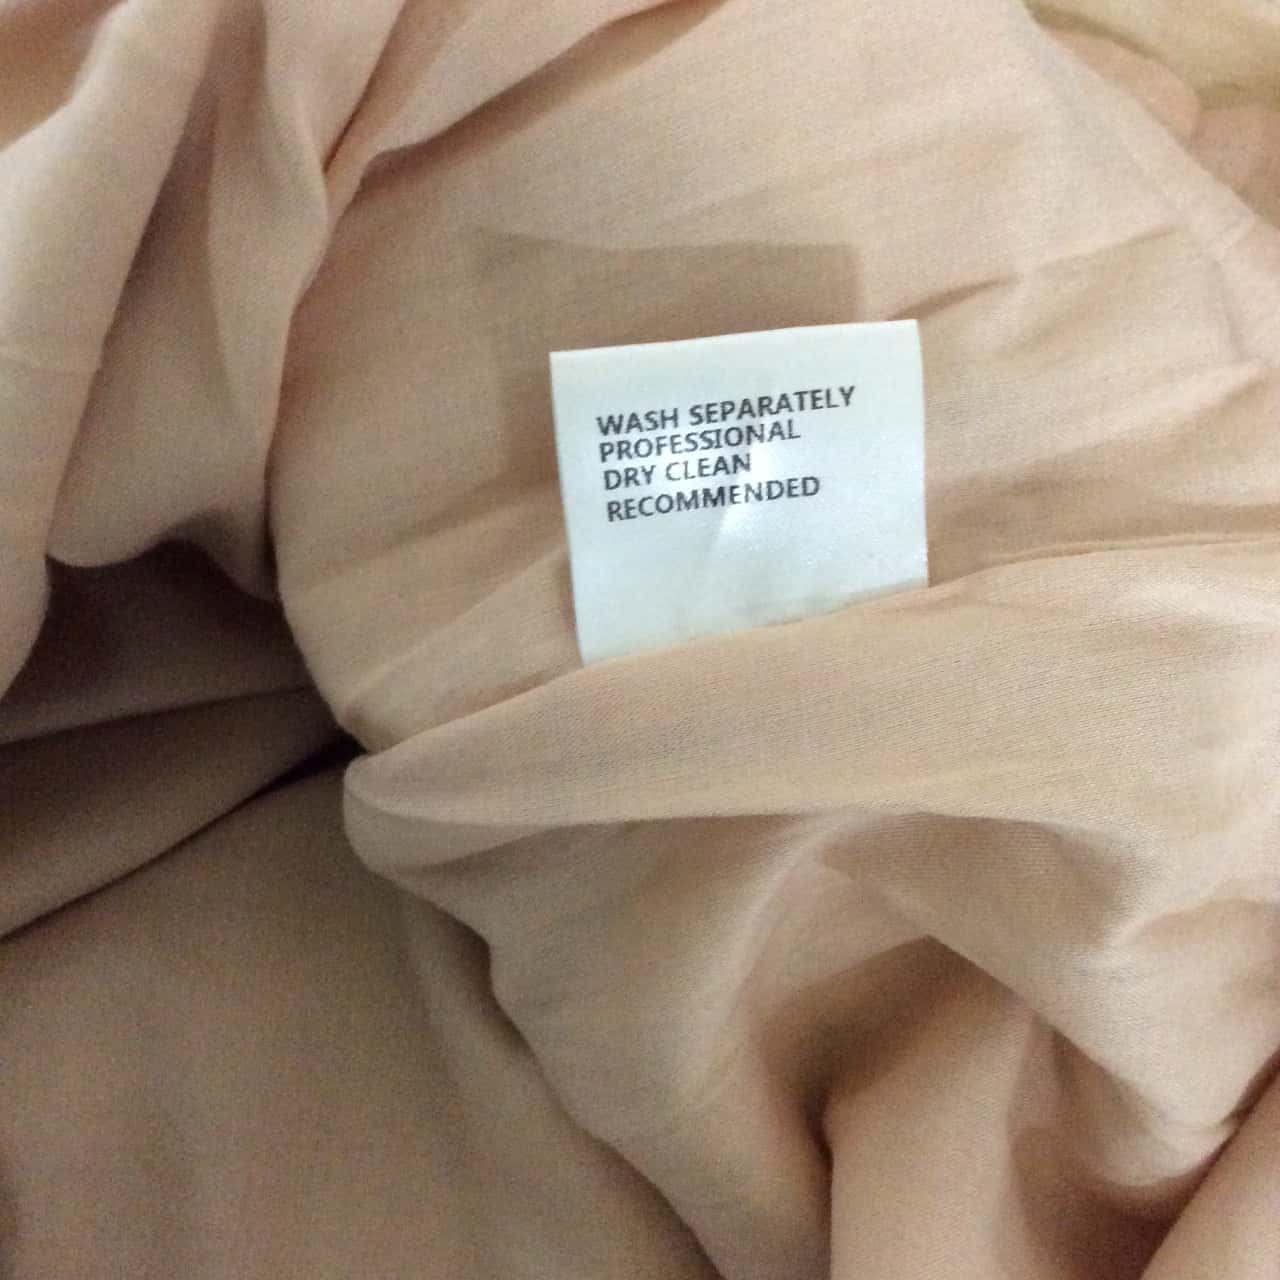 WASH SEPARATELY
PROFESSIONAL
DRY CLEAN
RECOMMENDED